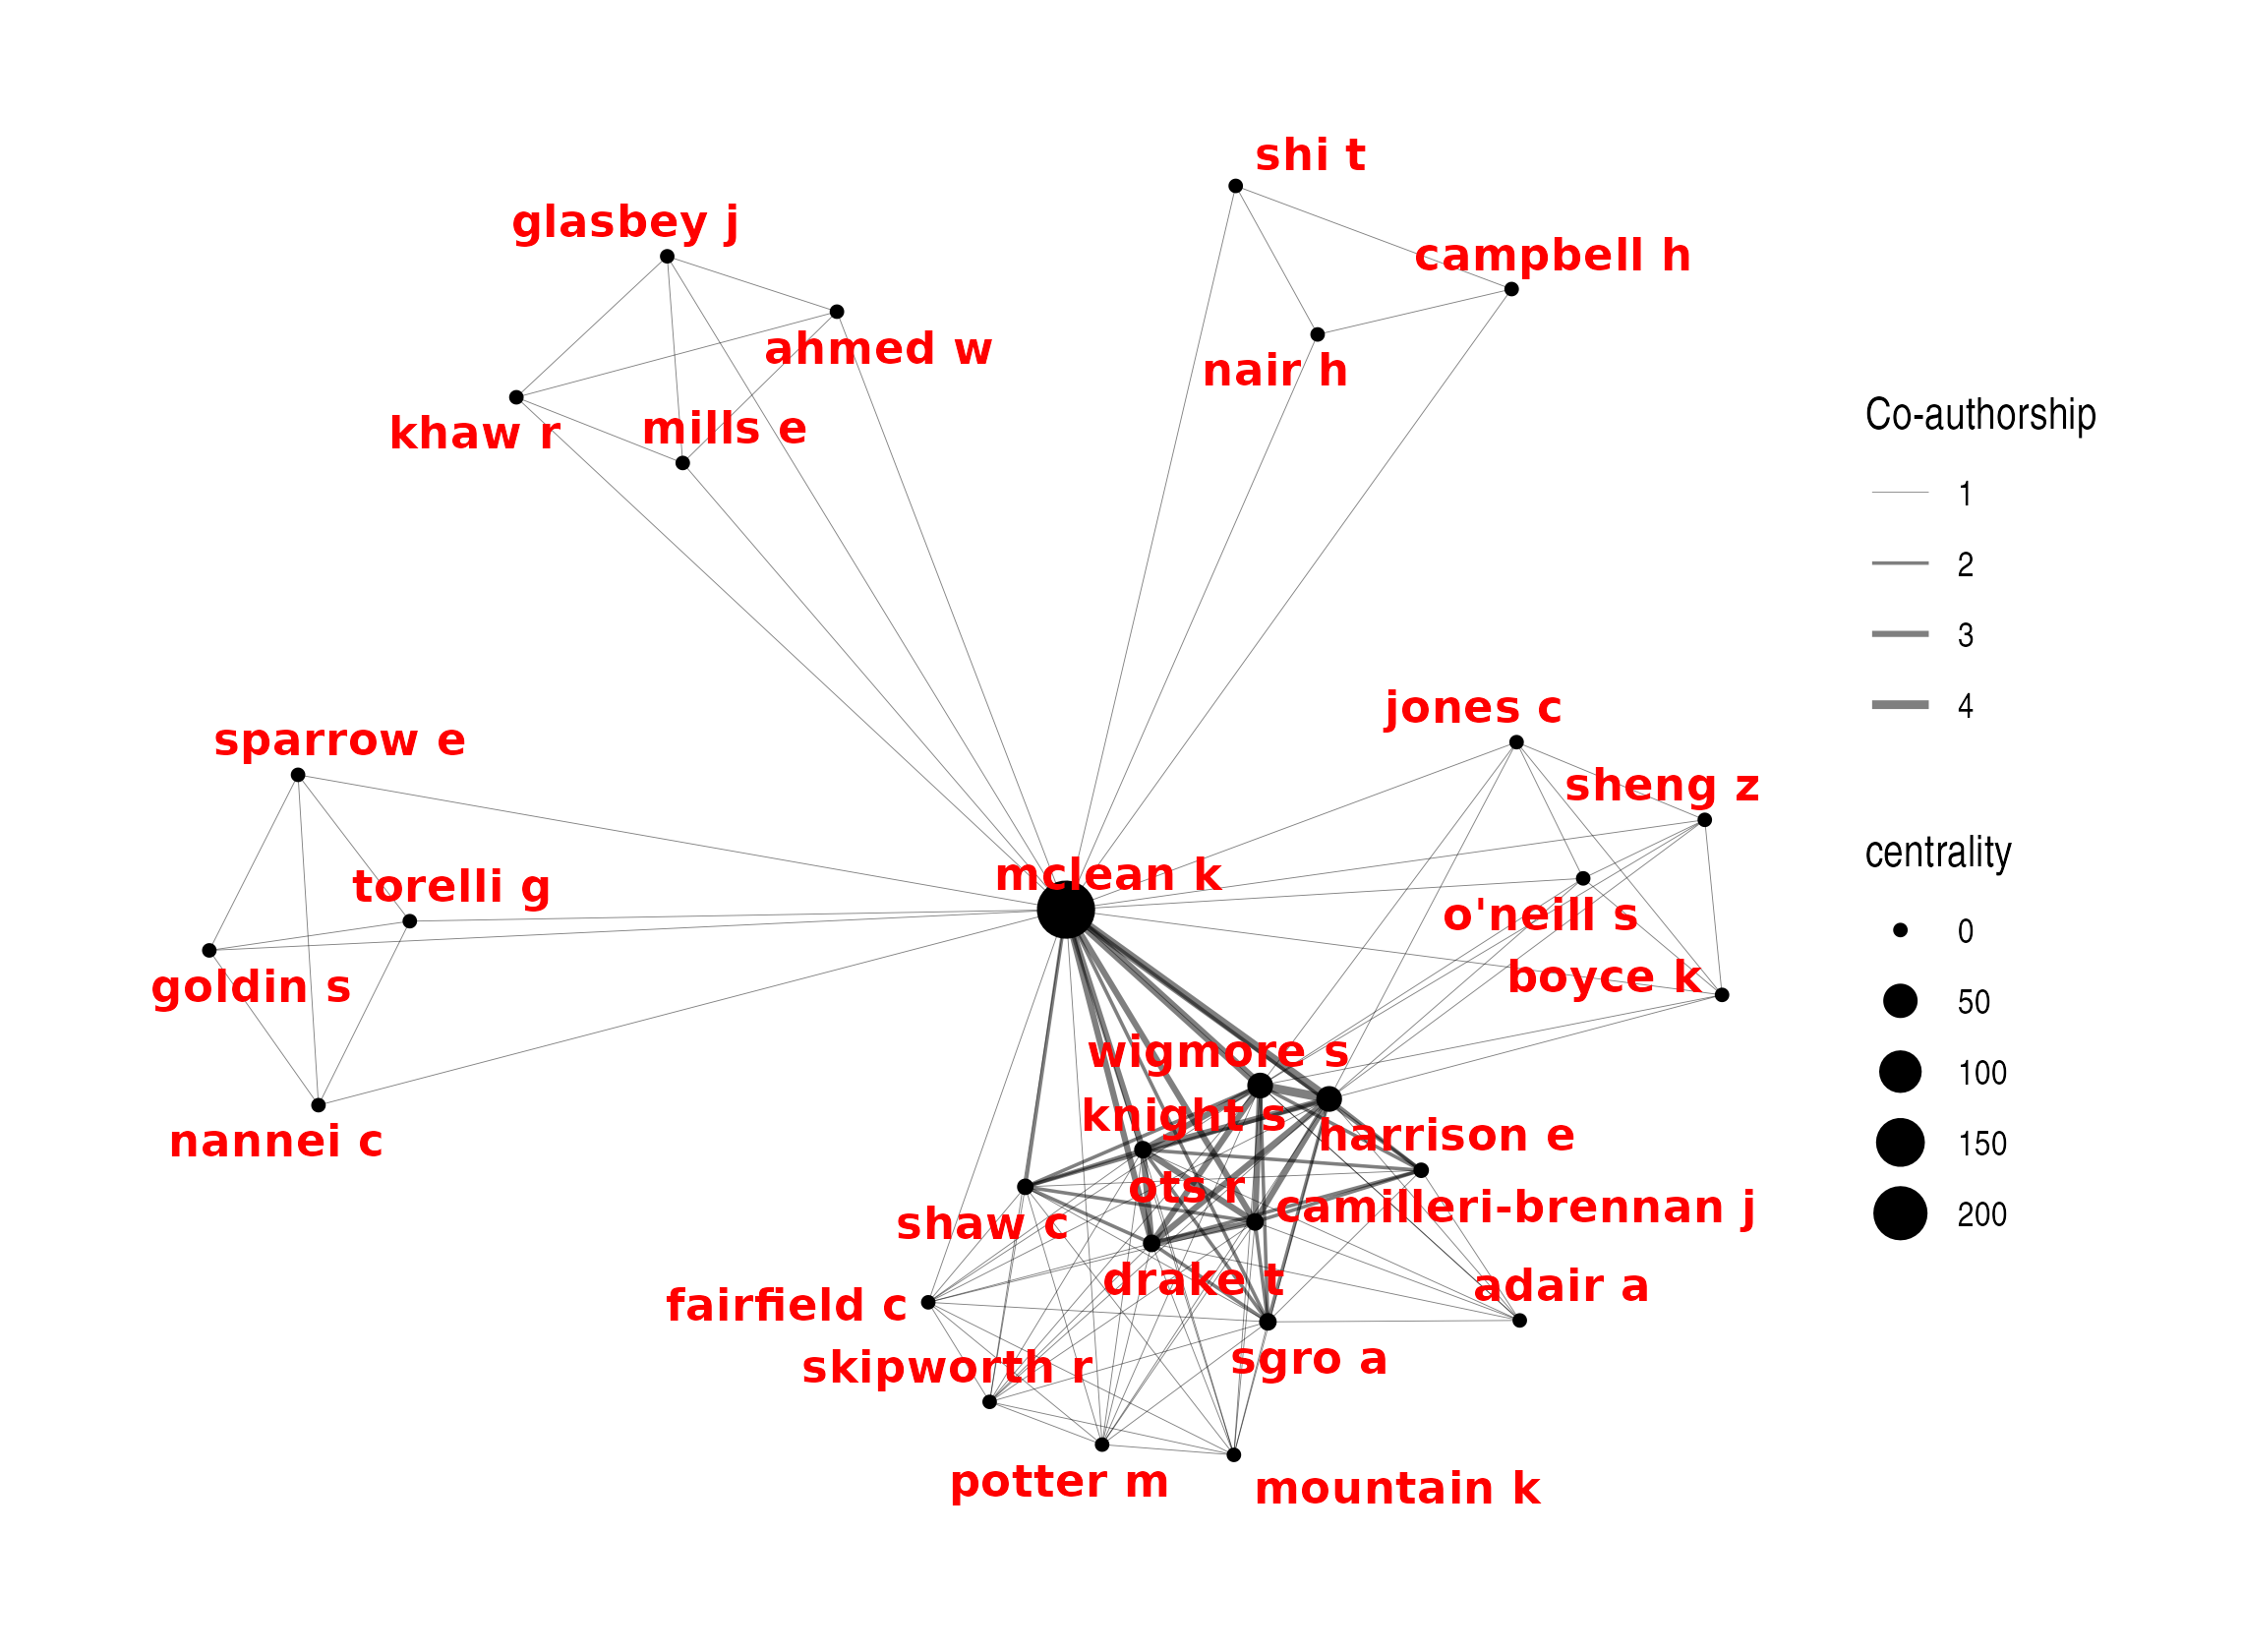 shi t
glasbey j
campbell h
ahmed w
nair h
khaw r
mills e
jones c
sparrow e
sheng z
mclean k
torelli g
o'neill s
goldin s
boyce k
wigmore s
knight s
harrison e
nannei c
ots r
camilleri-brennan j
shaw c
drake t
adair a
fairfield c
sgro a
skipworth r
potter m
mountain k
Co-authorship
1
2
3
4
centrality
0
50
100
150
200